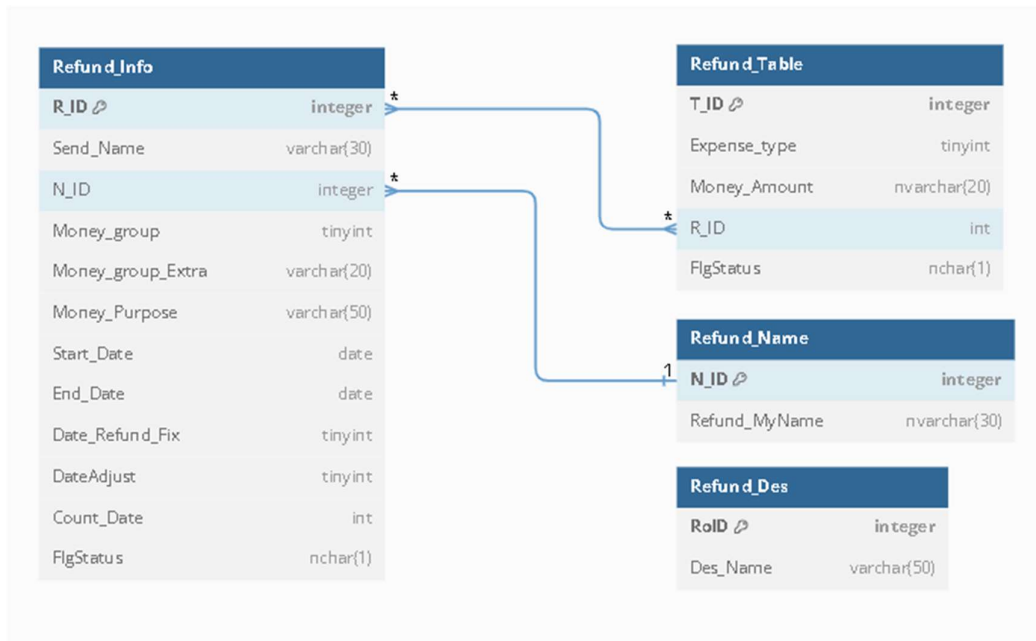 Refund_Info
R_ID integer
Send_Name varchar(30)
N_ID integer
Money_group tinyint
Money_group_Extra varchar(20)
Money_Purpose varchar(50)
Start_Date date
End_Date date
Date_Refund_Fix tinyint
DateAdjust tinyint
Count_Date int
FlgStatus nchar(1)
*
*
*
1
Refund_Table
T_ID integer
Expense_type tinyint
Money_Amount nvarchar(20)
R_ID int
FlgStatus nchar(1)
Refund_Name
N_ID integer
Refund_MyName nvarchar(30)
Refund_Des
RoID integer
Des_Name varchar(50)